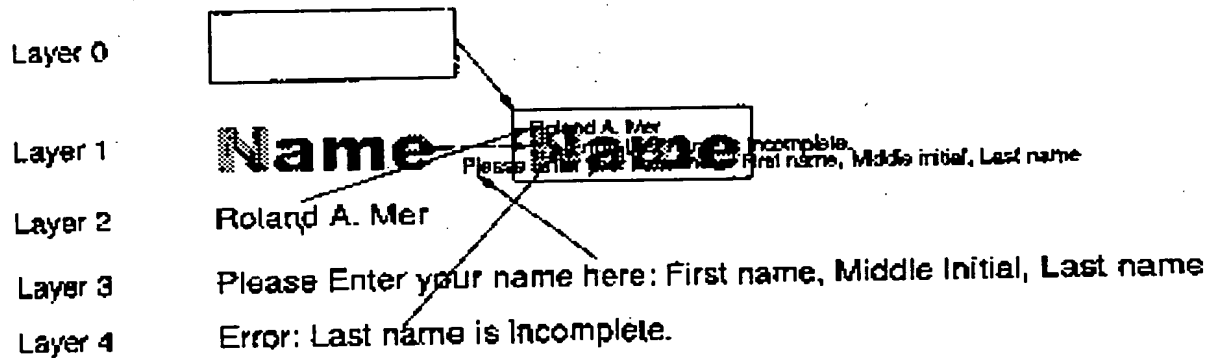 Layer 0
Layer 1 Name Name
Roland A. Mer
Incomplete.
Please Enter your name here: First name, Middle initial, Last name
Layer 2 Roland A. Mer
Layer 3 Please Enter your name here: First name, Middle Initial, Last name
Layer 4 Error: Last name is Incomplete.